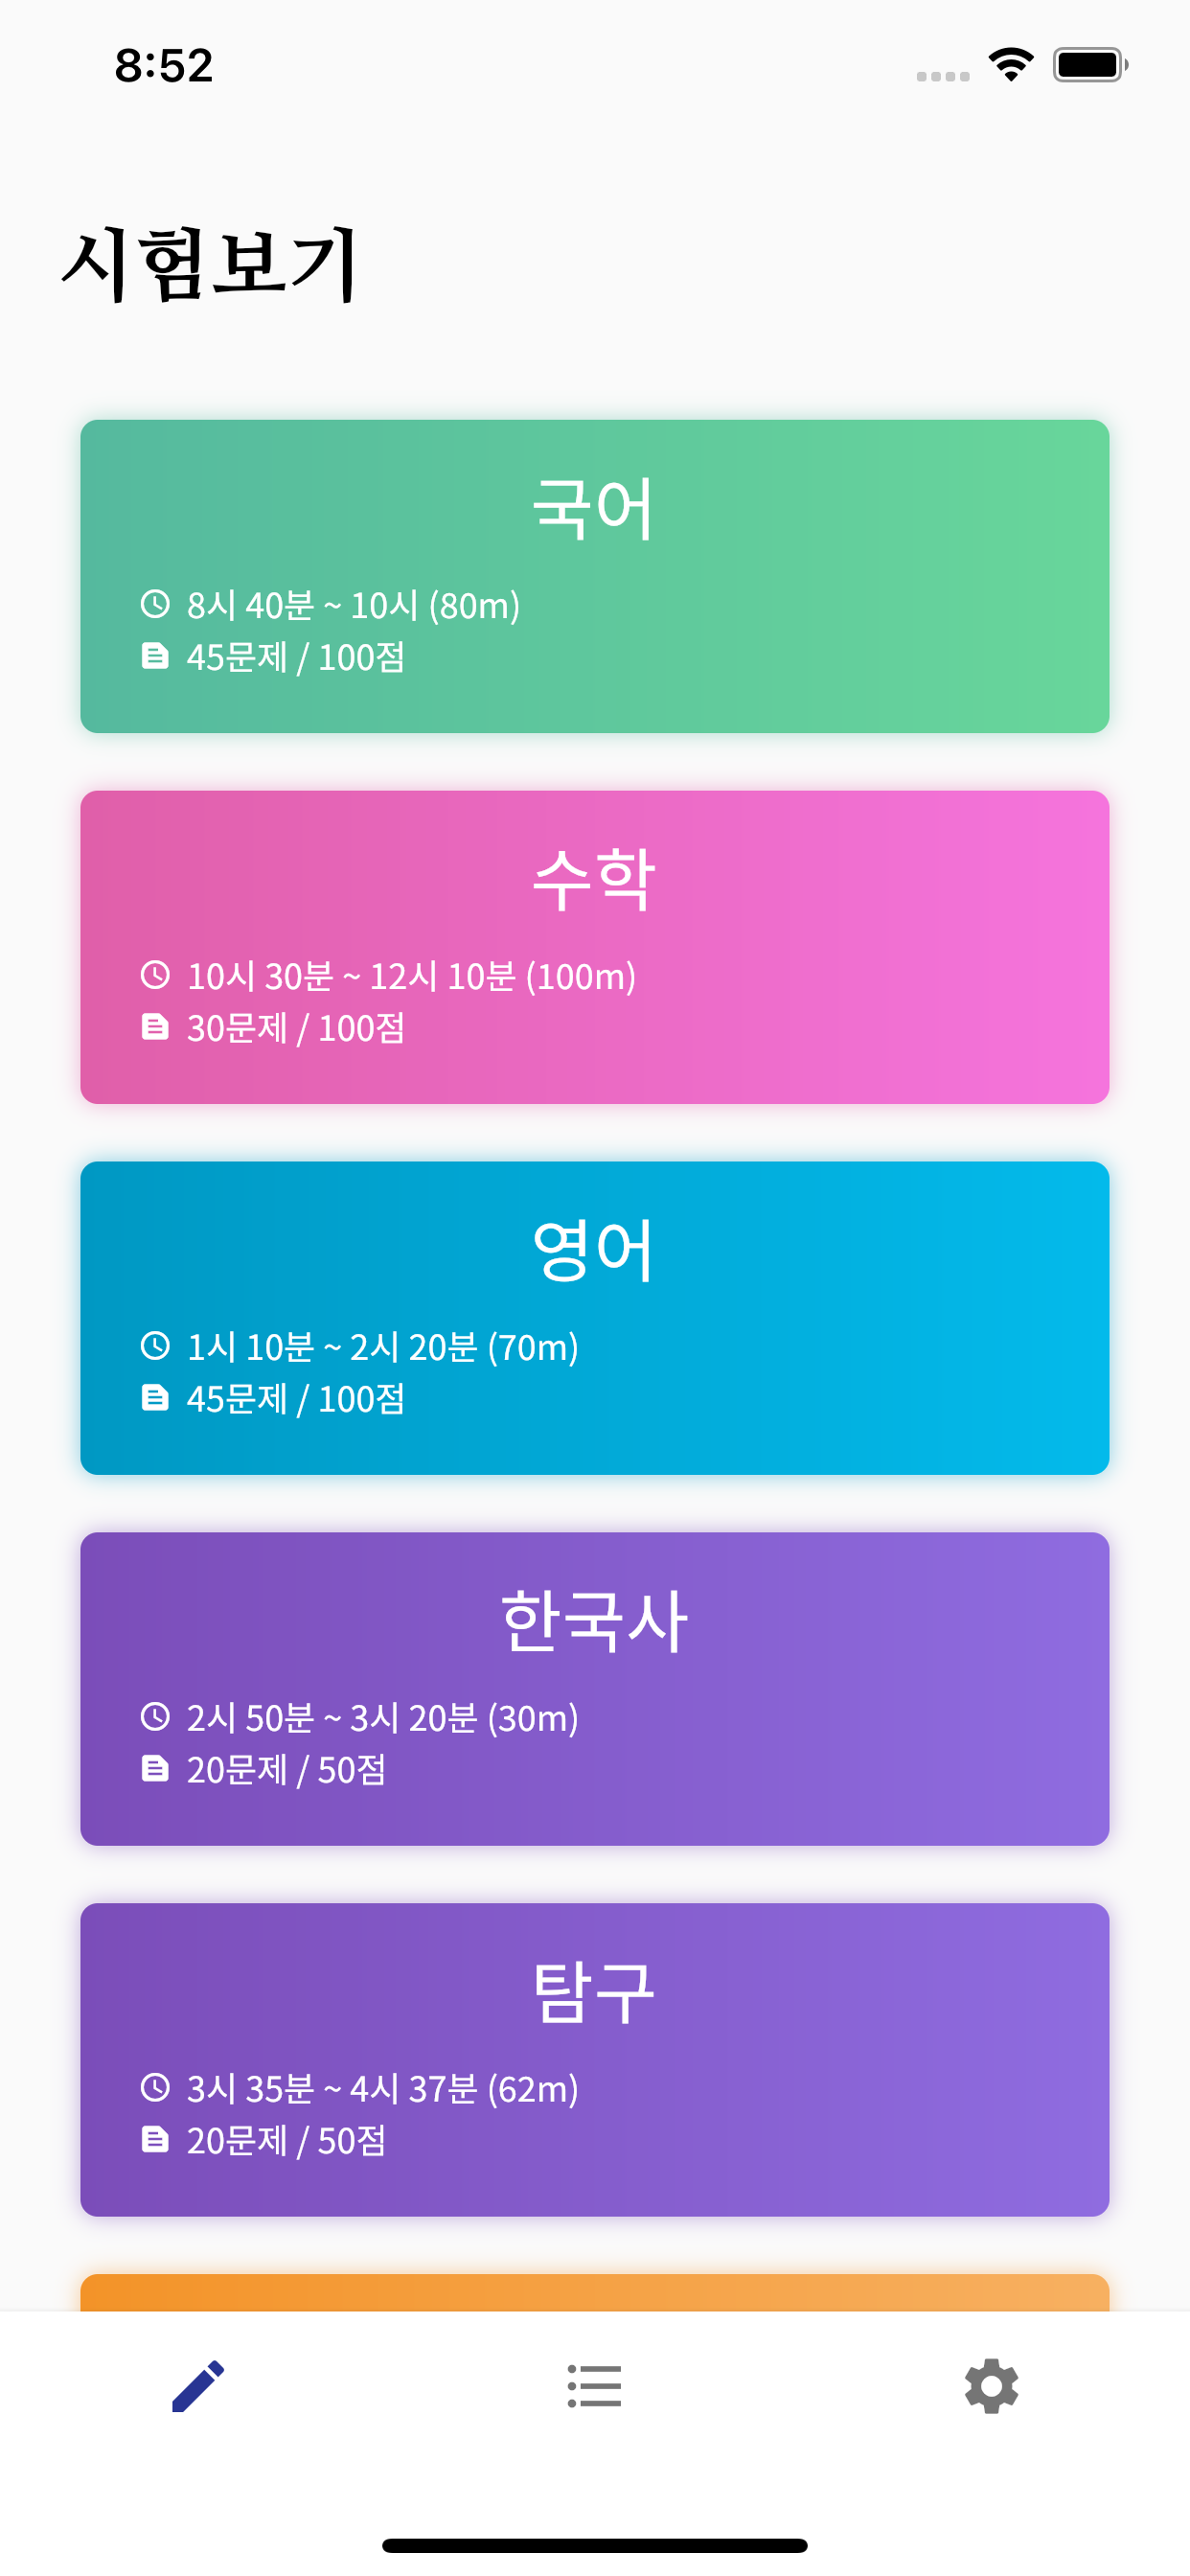 8:52
시험보기
국어
8시 40분 ~ 10시 (80m)
45문제 / 100점
수학
10시 30분 ~ 12시 10분 (100m)
30문제 / 100점
영어
1시 10분 ~ 2시 20분 (70m)
45문제 / 100점
한국사
2시 50분 ~ 3시 20분 (30m)
20문제 / 50점
탐구
3시 35분 ~ 4시 37분 (62m)
20문제 / 50점